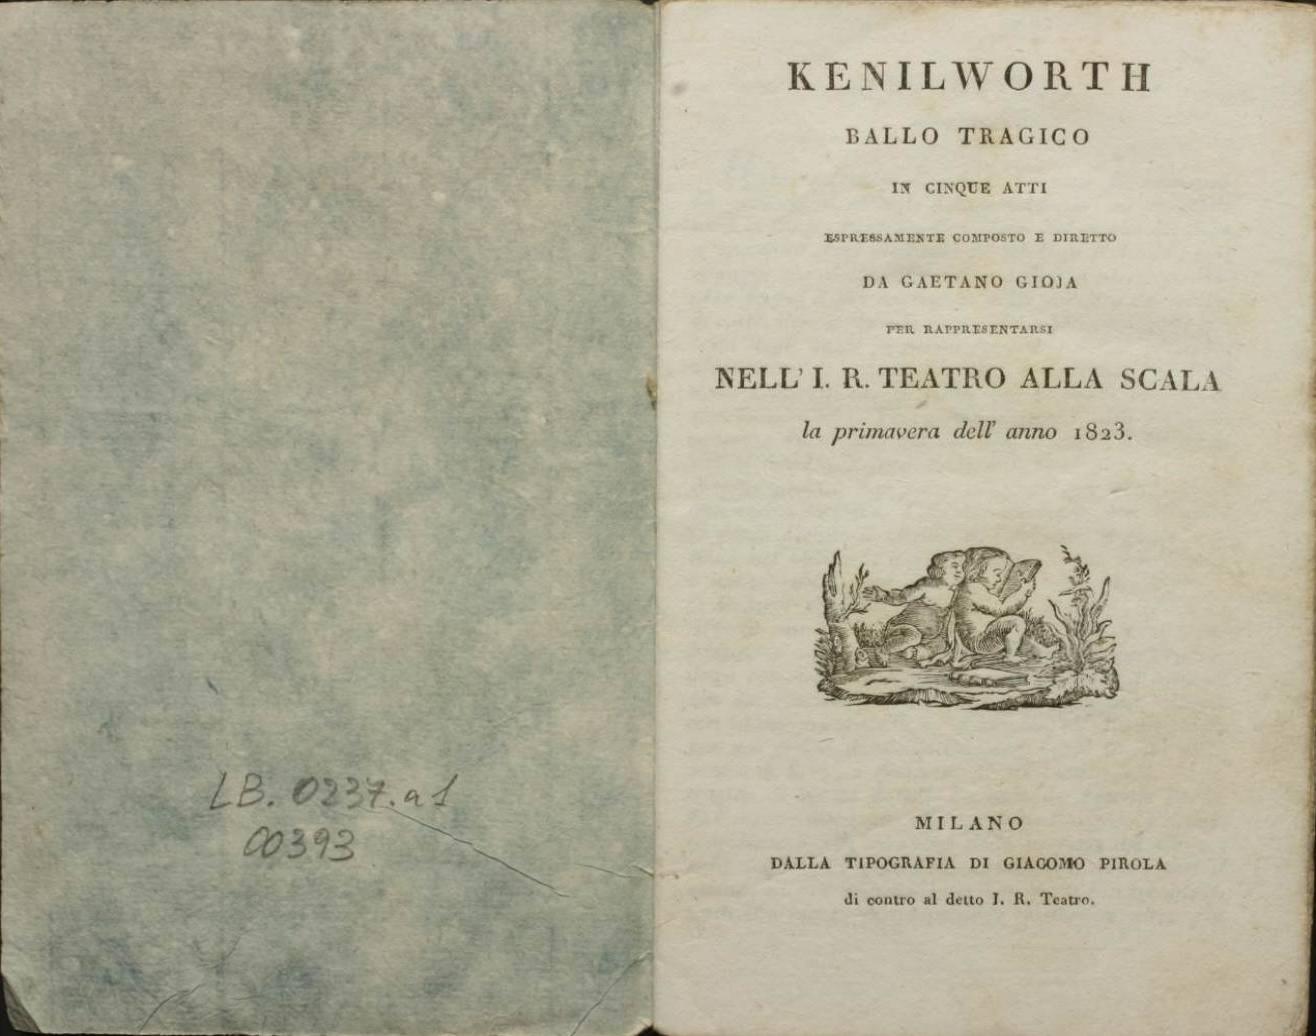 LB. 0237.a1
00393
KENILWORTH
BALLO TRAGICO
IN CINQUE ATTI
ESPRESSAMENTE COMPOSTO E DIRETTO
DA GAETANO GIOJA
PER RAPPRESENTARSI
NELL' I. R. TEATRO ALLA SCALA
la primavera dell' anno 1823.
MILANO
DALLA TIPOGRAFIA DI GIACOMO PIROLA
di contro al detto I. R. Teatro.